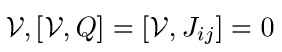 𝒱, [𝒱, Q] = [𝒱, J_{ij}] = 0